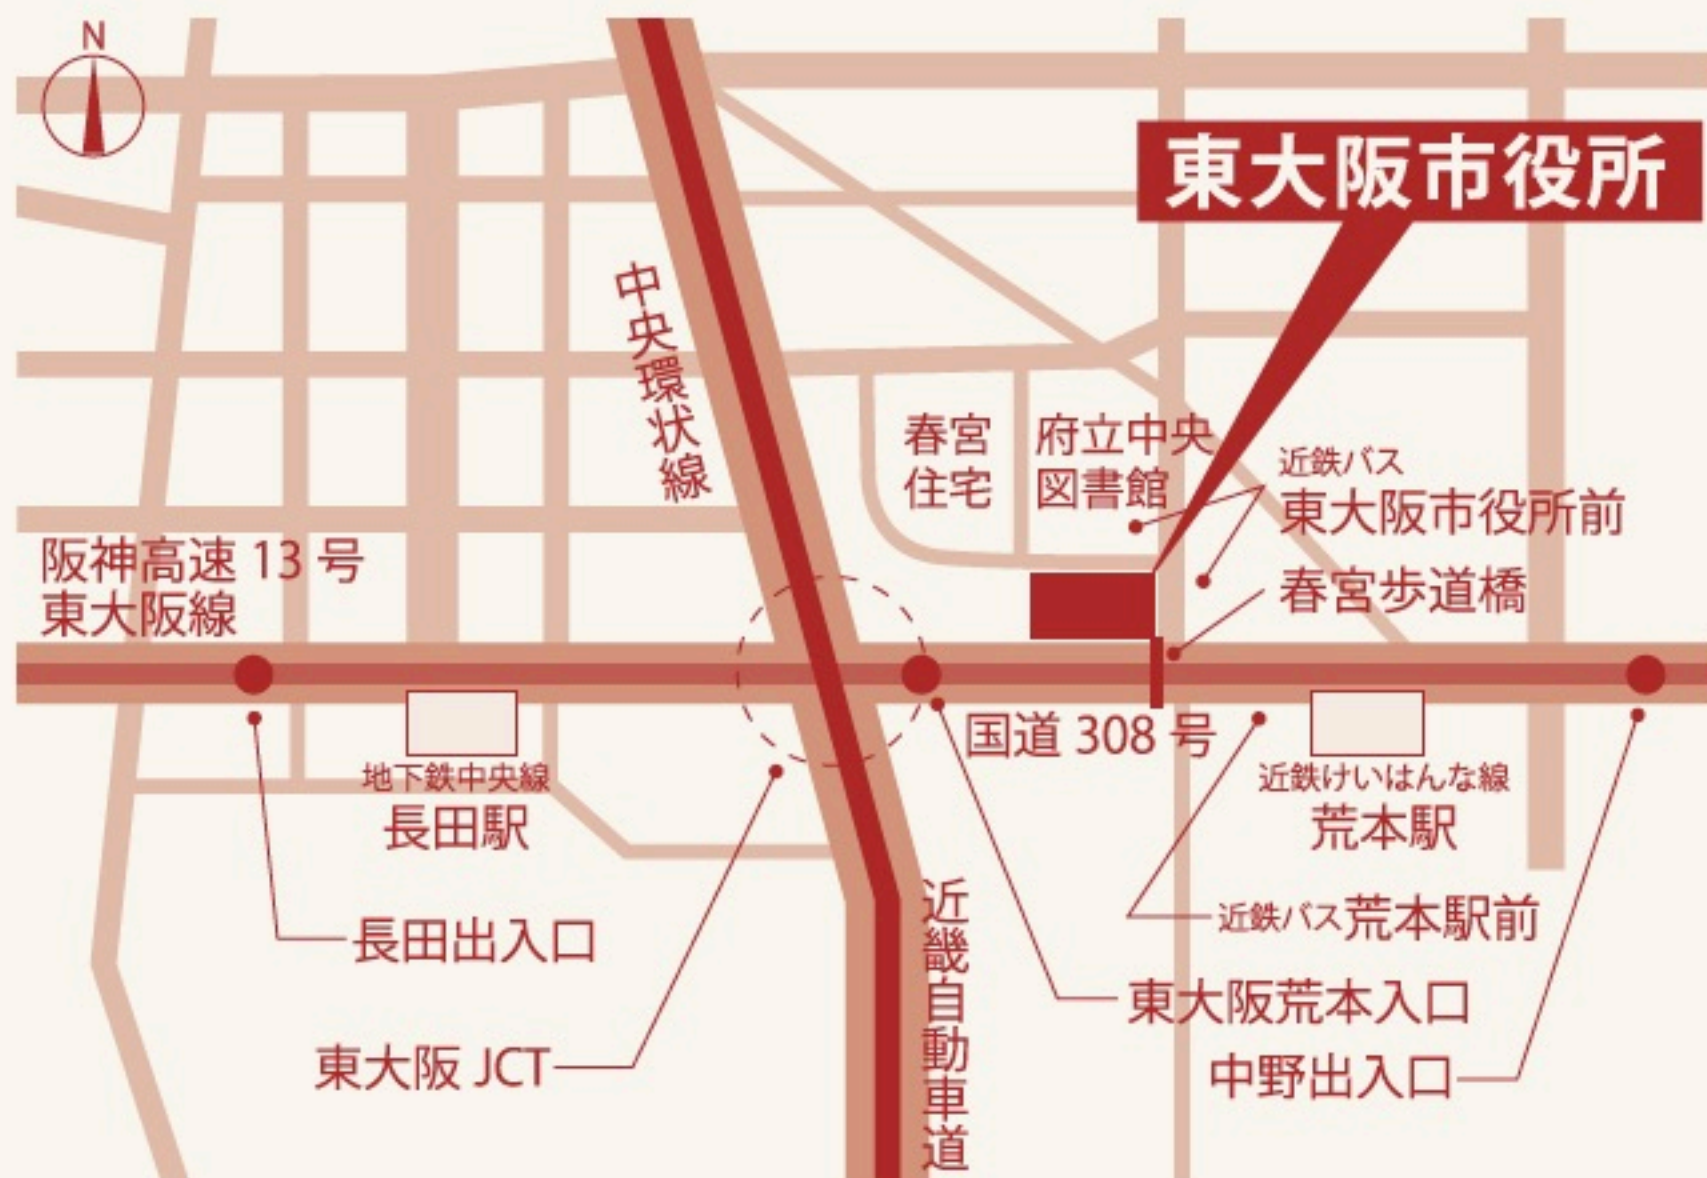 N
東大阪市役所
中央環状線
春宮
住宅
府立中央
図書館
近鉄バス
東大阪市役所前
春宮歩道橋
阪神高速 13 号
東大阪線
国道 308 号
地下鉄中央線
長田駅
近鉄けいはんな線
荒本駅
近鉄バス荒本駅前
長田出入口
近畿自動車道
東大阪荒本入口
東大阪 JCT
中野出入口